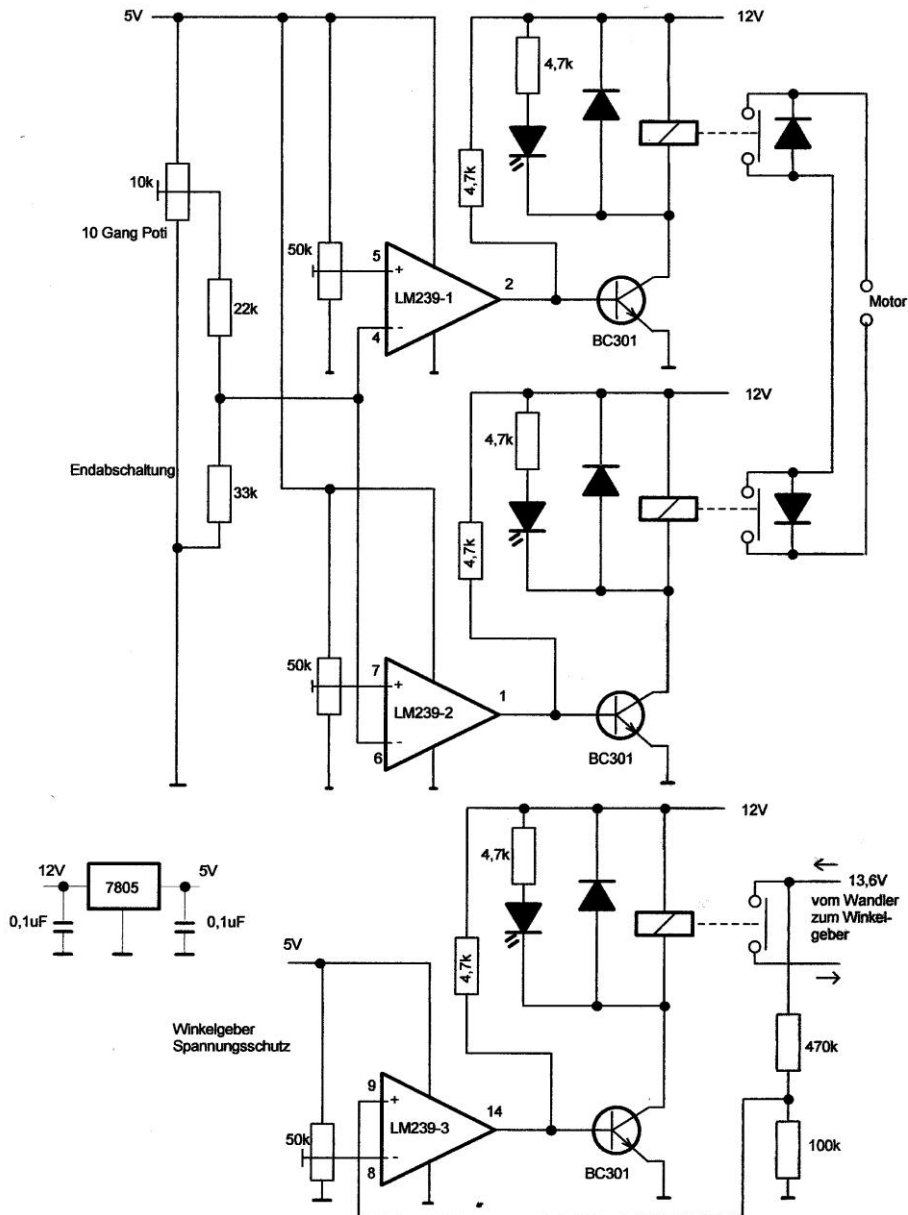 5V
12V
4,7k
10k
4,7k
10 Gang Poti
50k
5
+
2
LM239-1
Motor
22k
-
4
BC301
12V
4,7k
Endabschaltung
33k
4,7k
50k
7
+
1
LM239-2
-
6
BC301
12V
4,7k
12V
7805
5V
13,6V
vom Wandler
zum Winkel-
geber
0,1uF
0,1uF
5V
4,7k
Winkelgeber
Spannungsschutz
470k
9
+
14
LM239-3
50k
-
8
100k
BC301